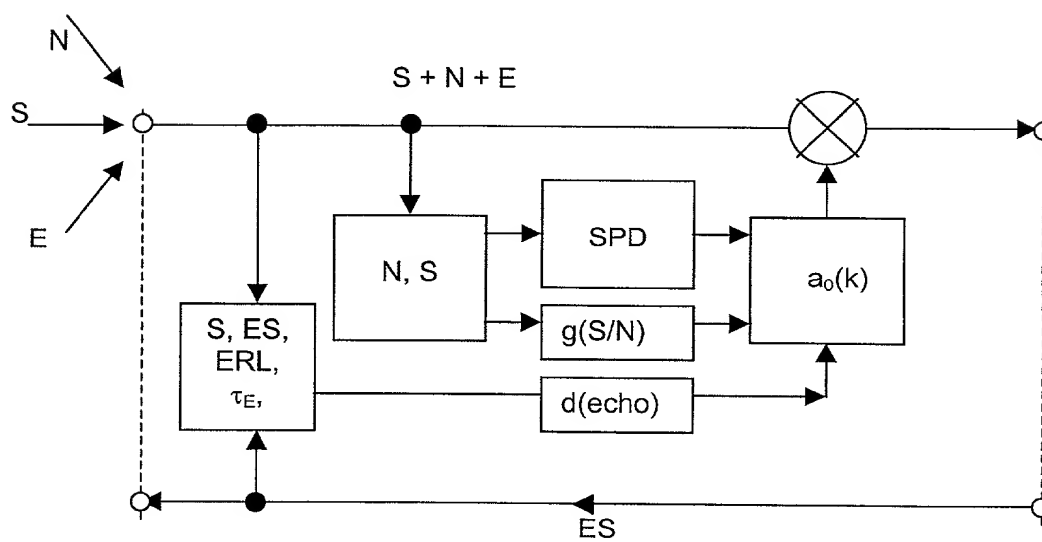 N
S + N + E
S
E
SPD
N, S
a₀(k)
S, ES,
ERL,
τE,
g(S/N)
d(echo)
ES